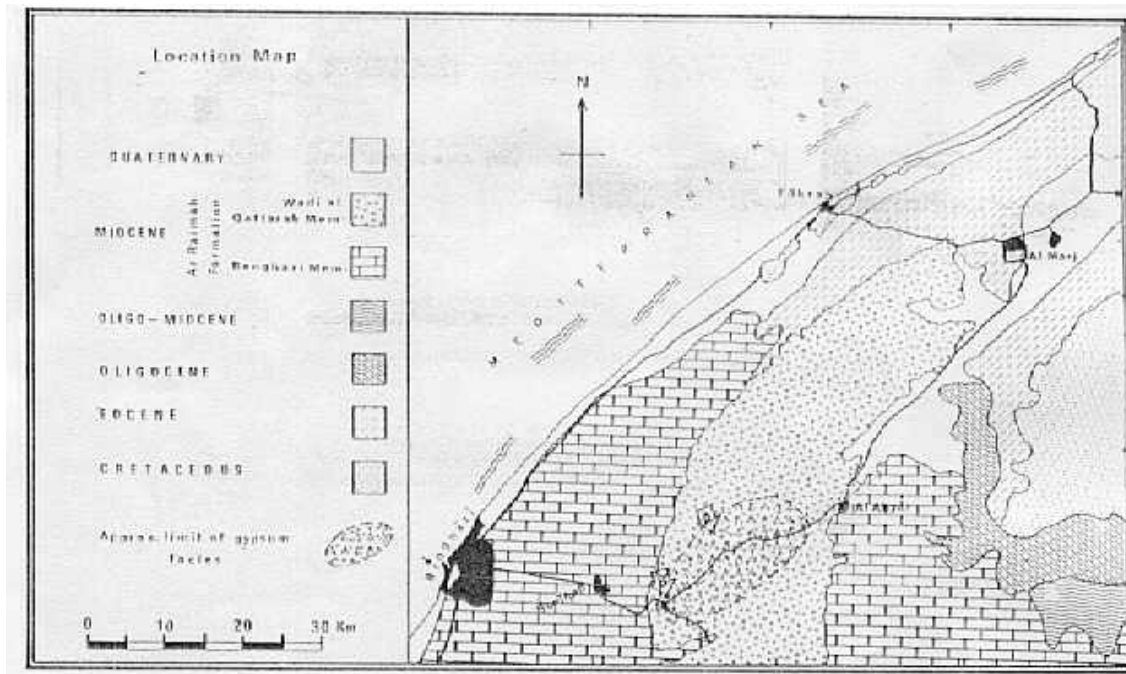 Location Map
QUATERNARY
MIOCENE
Ar Rajmah Formation
Wadi al Qattarah Mem.
Benghazi Mem.
OLIGO-MIOCENE
OLIGOCENE
EOCENE
CRETACEOUS
Approx. limit of gypsum
facies
0 10 20 30 Km
N
Al Marj
Benghazi